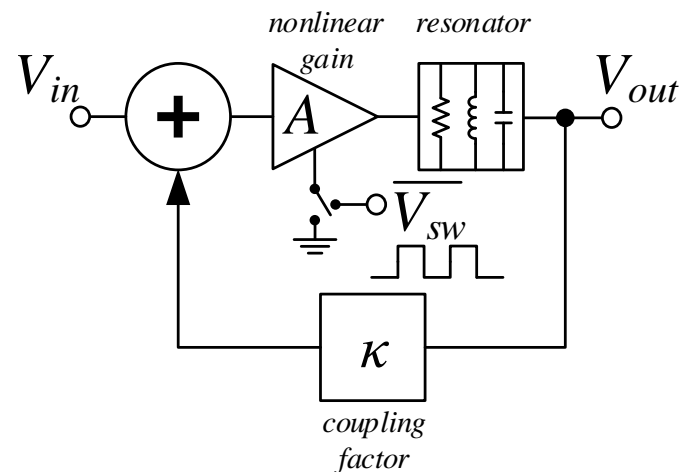 nonlinear
gain
resonator
V_in
+
A
V_out
V_sw
κ
coupling
factor